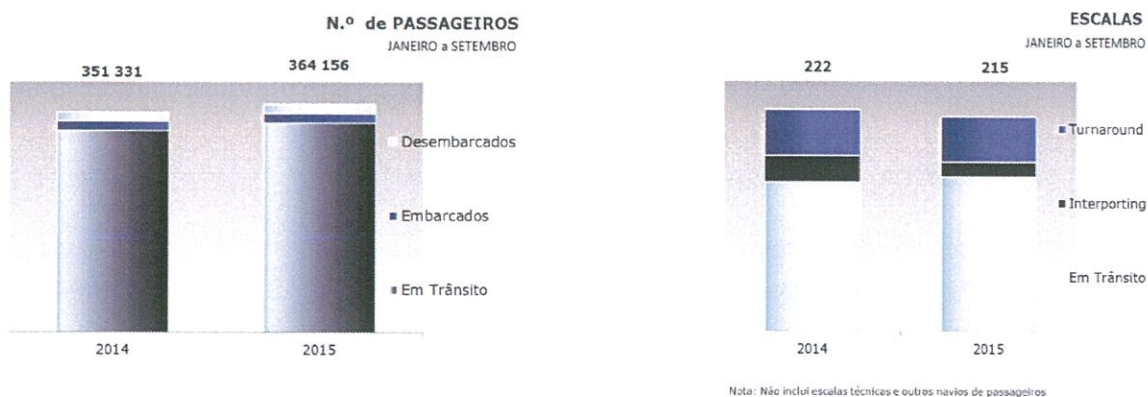 N.º de PASSAGEIROS
JANEIRO a SETEMBRO
351 331
364 156
Desembarcados
Embarcados
Em Trânsito
2014
2015
ESCALAS
JANEIRO a SETEMBRO
222
215
Turnaround
Interporting
Em Trânsito
2014
2015
Nota: Não inclui escalas técnicas e outros navios de passageiros